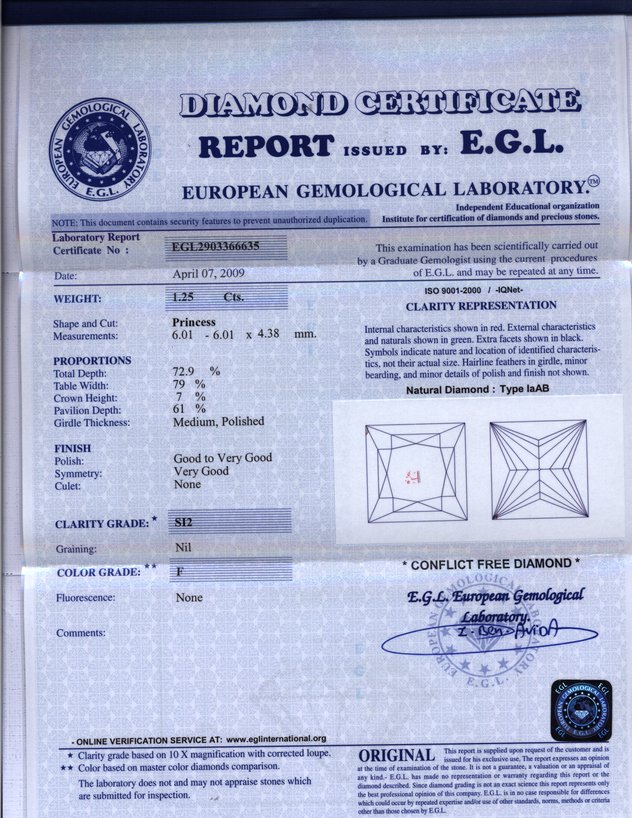 DIAMOND CERTIFICATE
REPORT ISSUED BY: E.G.L.
EUROPEAN GEMOLOGICAL LABORATORY.™
EUROPEAN GEMOLOGICAL LABORATORY
E.G.L.
Independent Educational organization
Institute for certification of diamonds and precious stones.
NOTE: This document contains security features to prevent unauthorized duplication.
Laboratory Report
Certificate No : EGL2903366635
Date: April 07, 2009
WEIGHT: 1.25 Cts.
Shape and Cut: Princess
Measurements: 6.01 - 6.01 x 4.38 mm.
PROPORTIONS
Total Depth: 72.9 %
Table Width: 79 %
Crown Height: 7 %
Pavilion Depth: 61 %
Girdle Thickness: Medium, Polished
FINISH
Polish: Good to Very Good
Symmetry: Very Good
Culet: None
CLARITY GRADE: * SI2
Graining: Nil
COLOR GRADE: ** F
Fluorescence: None
Comments:
This examination has been scientifically carried out
by a Graduate Gemologist using the current procedures
of E.G.L. and may be repeated at any time.
ISO 9001-2000 / -IQNet-
CLARITY REPRESENTATION
Internal characteristics shown in red. External characteristics
and naturals shown in green. Extra facets shown in black.
Symbols indicate nature and location of identified characteris-
tics, not their actual size. Hairline feathers in girdle, minor
bearding, and minor details of polish and finish not shown.
Natural Diamond : Type IaAB
* CONFLICT FREE DIAMOND *
E.G.L. European Gemological
Laboratory.
Z. Ben-AviDA
EUROPEAN GEMOLOGICAL LABORATORY
E.G.L.
EGL
EGL
EGL
EGL
EUROPEAN GEMOLOGICAL LABORATORY
E.G.L.
- ONLINE VERIFICATION SERVICE AT: www.eglinternational.org
* Clarity grade based on 10 X magnification with corrected loupe.
** Color based on master color diamonds comparison.
The laboratory does not and may not appraise stones which
are submitted for inspection.
ORIGINAL This report is supplied upon request of the customer and is
issued for his exclusive use, The report expresses an opinion
at the time of examination of the stone. It is not a guarantee, a valuation or an appraisal of
any kind.- E.G.L. has made no representation or warranty regarding this report or the
diamond described. Since diamond grading is not an exact science this report represents only
the best professional opinion of this company. E.G.L. is in no case responsible for differences
which could occur by repeated expertise and/or use of other standards, norms, methods or criteria
other than those chosen by E.G.L.